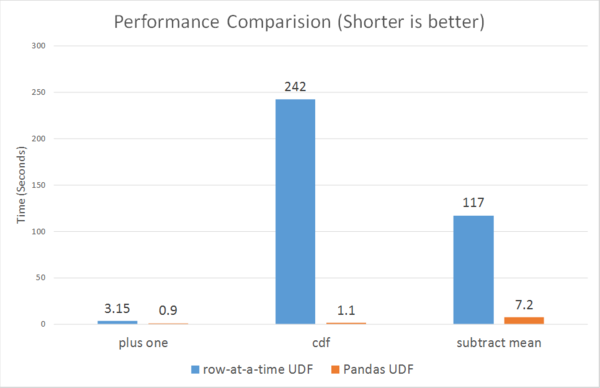 Performance Comparision (Shorter is better)
300
250
200
150
100
50
0
Time (Seconds)
3.15
0.9
242
1.1
117
7.2
plus one
cdf
subtract mean
row-at-a-time UDF
Pandas UDF